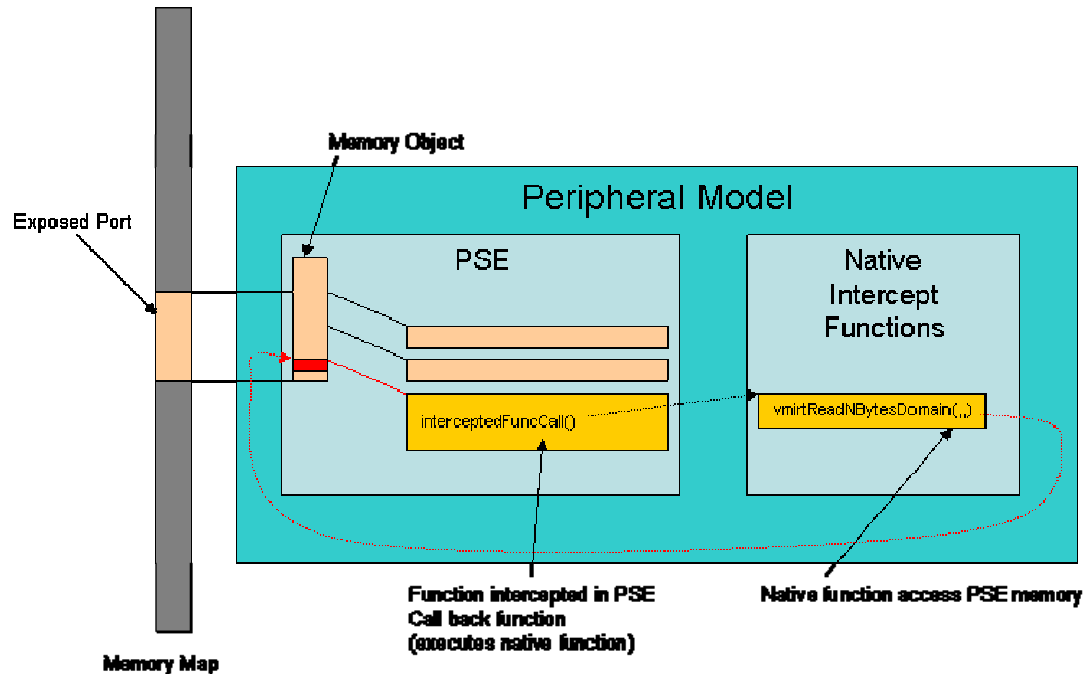 Memory Object
Peripheral Model
Exposed Port
PSE
Native
Intercept
Functions
interceptedFuncCall()
vmirtReadNBytesDomain(,,)
Function intercepted in PSE
Call back function
(executes native function)
Native function access PSE memory
Memory Map